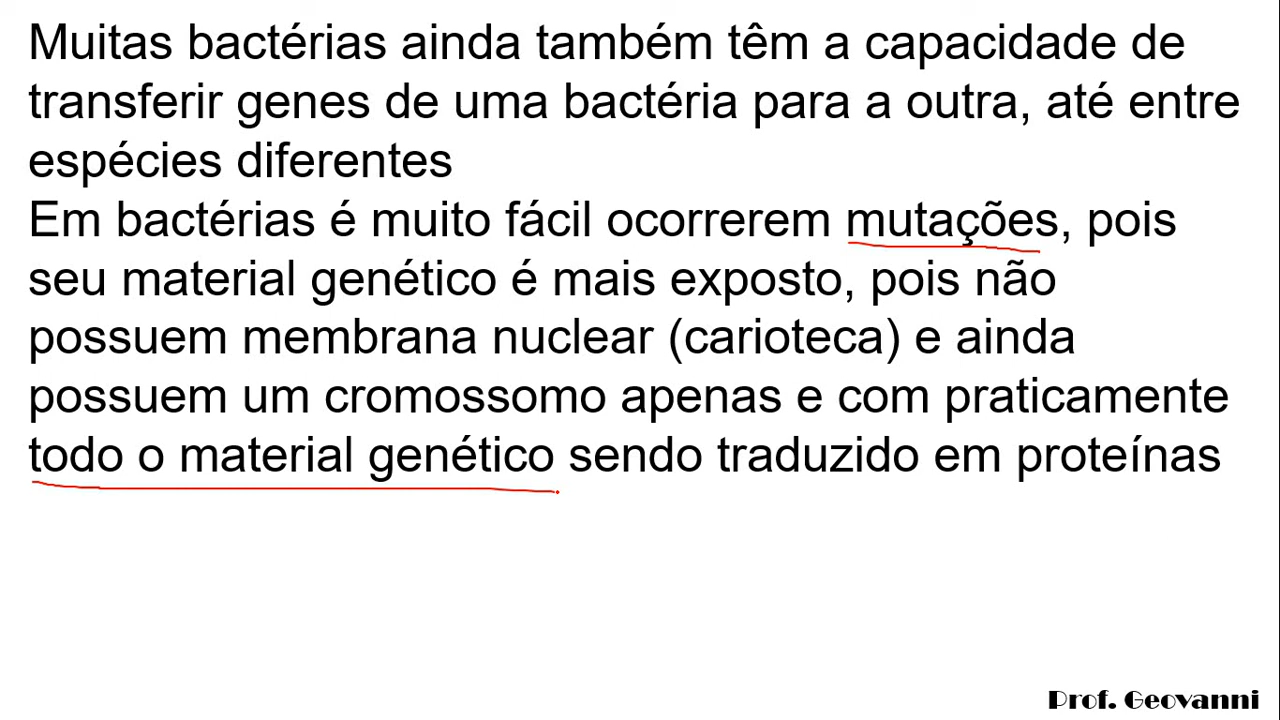 Muitas bactérias ainda também têm a capacidade de
transferir genes de uma bactéria para a outra, até entre
espécies diferentes
Em bactérias é muito fácil ocorrerem mutações, pois
seu material genético é mais exposto, pois não
possuem membrana nuclear (carioteca) e ainda
possuem um cromossomo apenas e com praticamente
todo o material genético sendo traduzido em proteínas
Prof. Geovanni